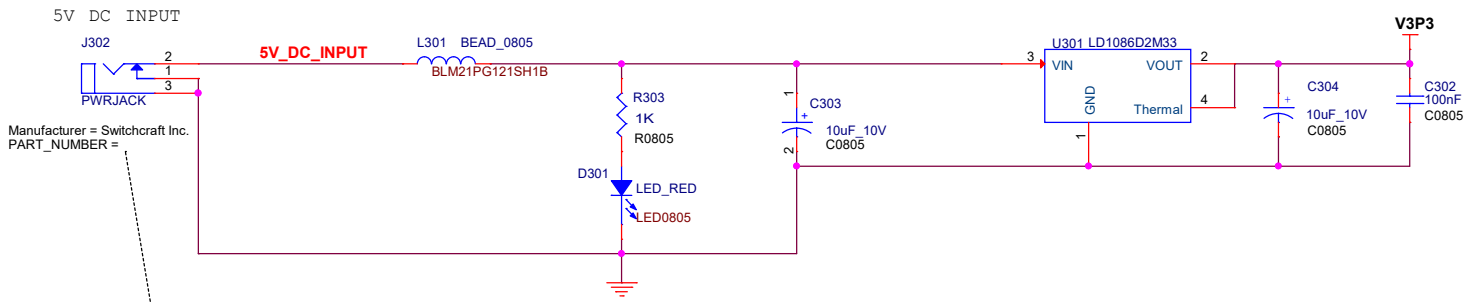 5V DC INPUT
J302
2
1
3
PWRJACK
Manufacturer = Switchcraft Inc.
PART_NUMBER =
5V_DC_INPUT
L301 BEAD_0805
BLM21PG121SH1B
R303
1K
R0805
D301
LED_RED
LED0805
1
C303
+
10uF_10V
2
C0805
U301 LD1086D2M33
3
VIN
VOUT
2
GND
Thermal
4
1
C304
+
10uF_10V
C0805
V3P3
C302
100nF
C0805